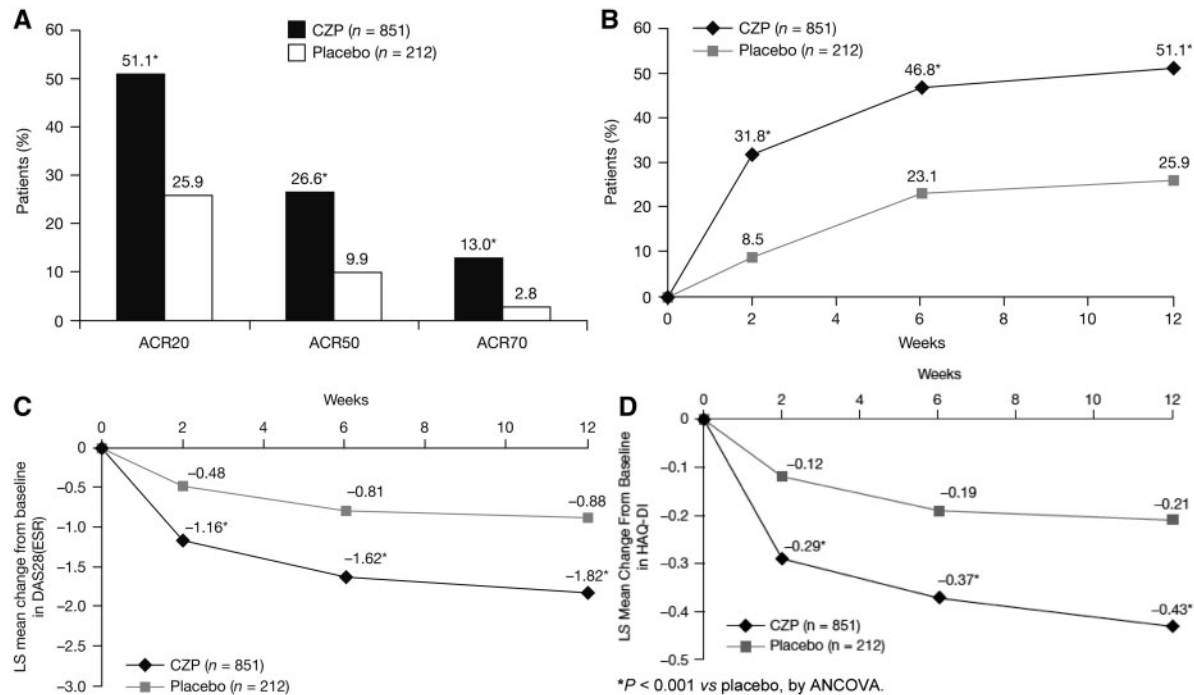 A
60
50
40
30
20
10
0
Patients (%)
CZP (n = 851)
Placebo (n = 212)
51.1*
25.9
26.6*
9.9
13.0*
2.8
ACR20
ACR50
ACR70
B
60
50
40
30
20
10
0
Patients (%)
CZP (n = 851)
Placebo (n = 212)
31.8*
46.8*
51.1*
8.5
23.1
25.9
0 2 4 6 8 10 12
Weeks
C
Weeks
0 2 4 6 8 10 12
0
−0.5
−1.0
−1.5
−2.0
−2.5
−3.0
LS mean change from baseline
in DAS28(ESR)
−0.48
−0.81
−0.88
−1.16*
−1.62*
−1.82*
CZP (n = 851)
Placebo (n = 212)
D
Weeks
0 2 4 6 8 10 12
0
−0.1
−0.2
−0.3
−0.4
−0.5
LS Mean Change From Baseline
in HAQ-DI
−0.12
−0.19
−0.21
−0.29*
−0.37*
−0.43*
CZP (n = 851)
Placebo (n = 212)
*P < 0.001 vs placebo, by ANCOVA.